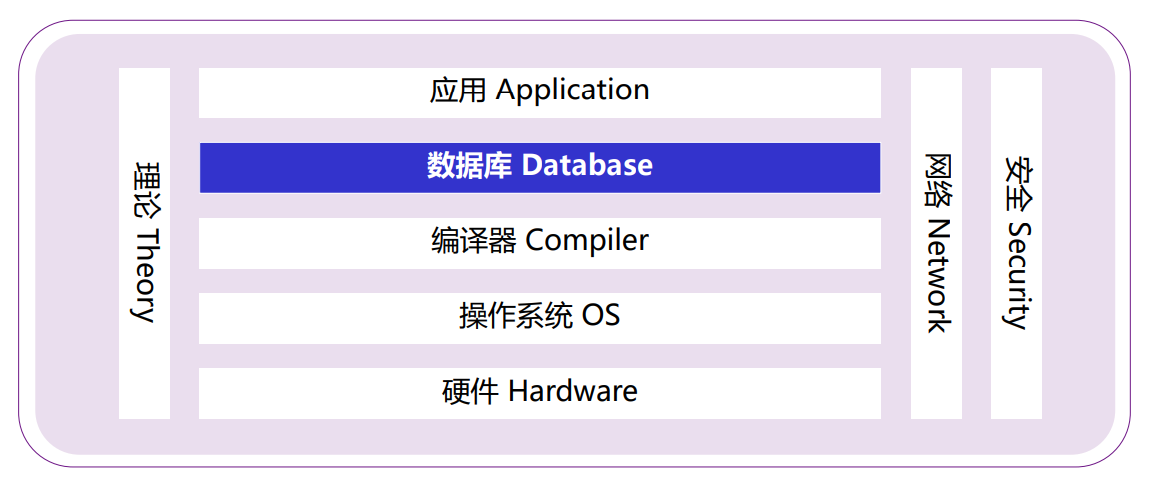 理论 Theory
应用 Application
数据库 Database
编译器 Compiler
操作系统 OS
硬件 Hardware
网络 Network
安全 Security